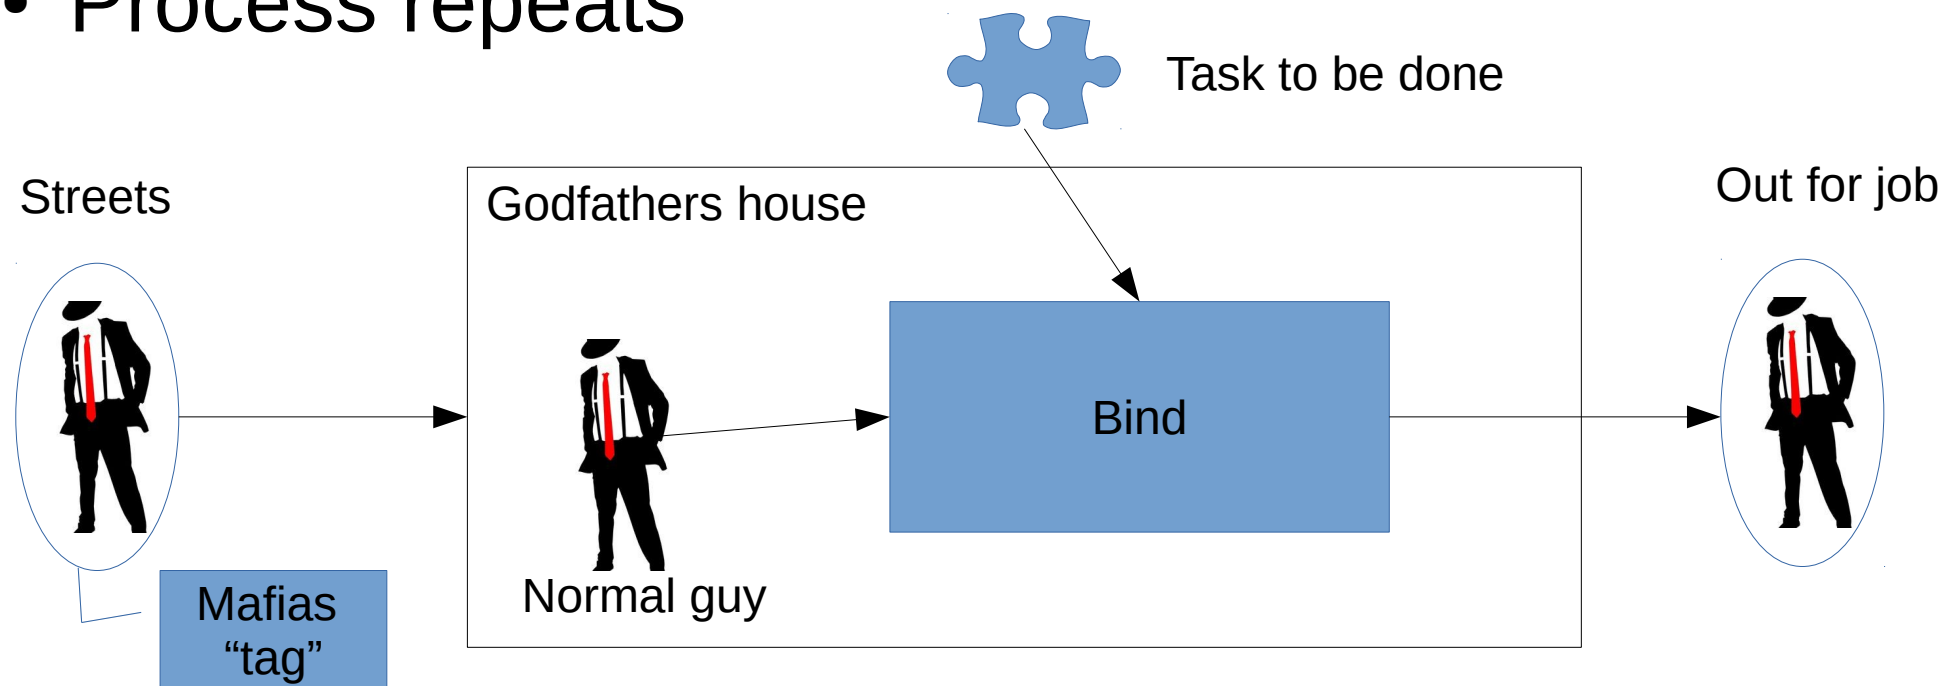 • Process repeats
Task to be done
Streets
Godfathers house
Out for job
Bind
Normal guy
Mafias
“tag”